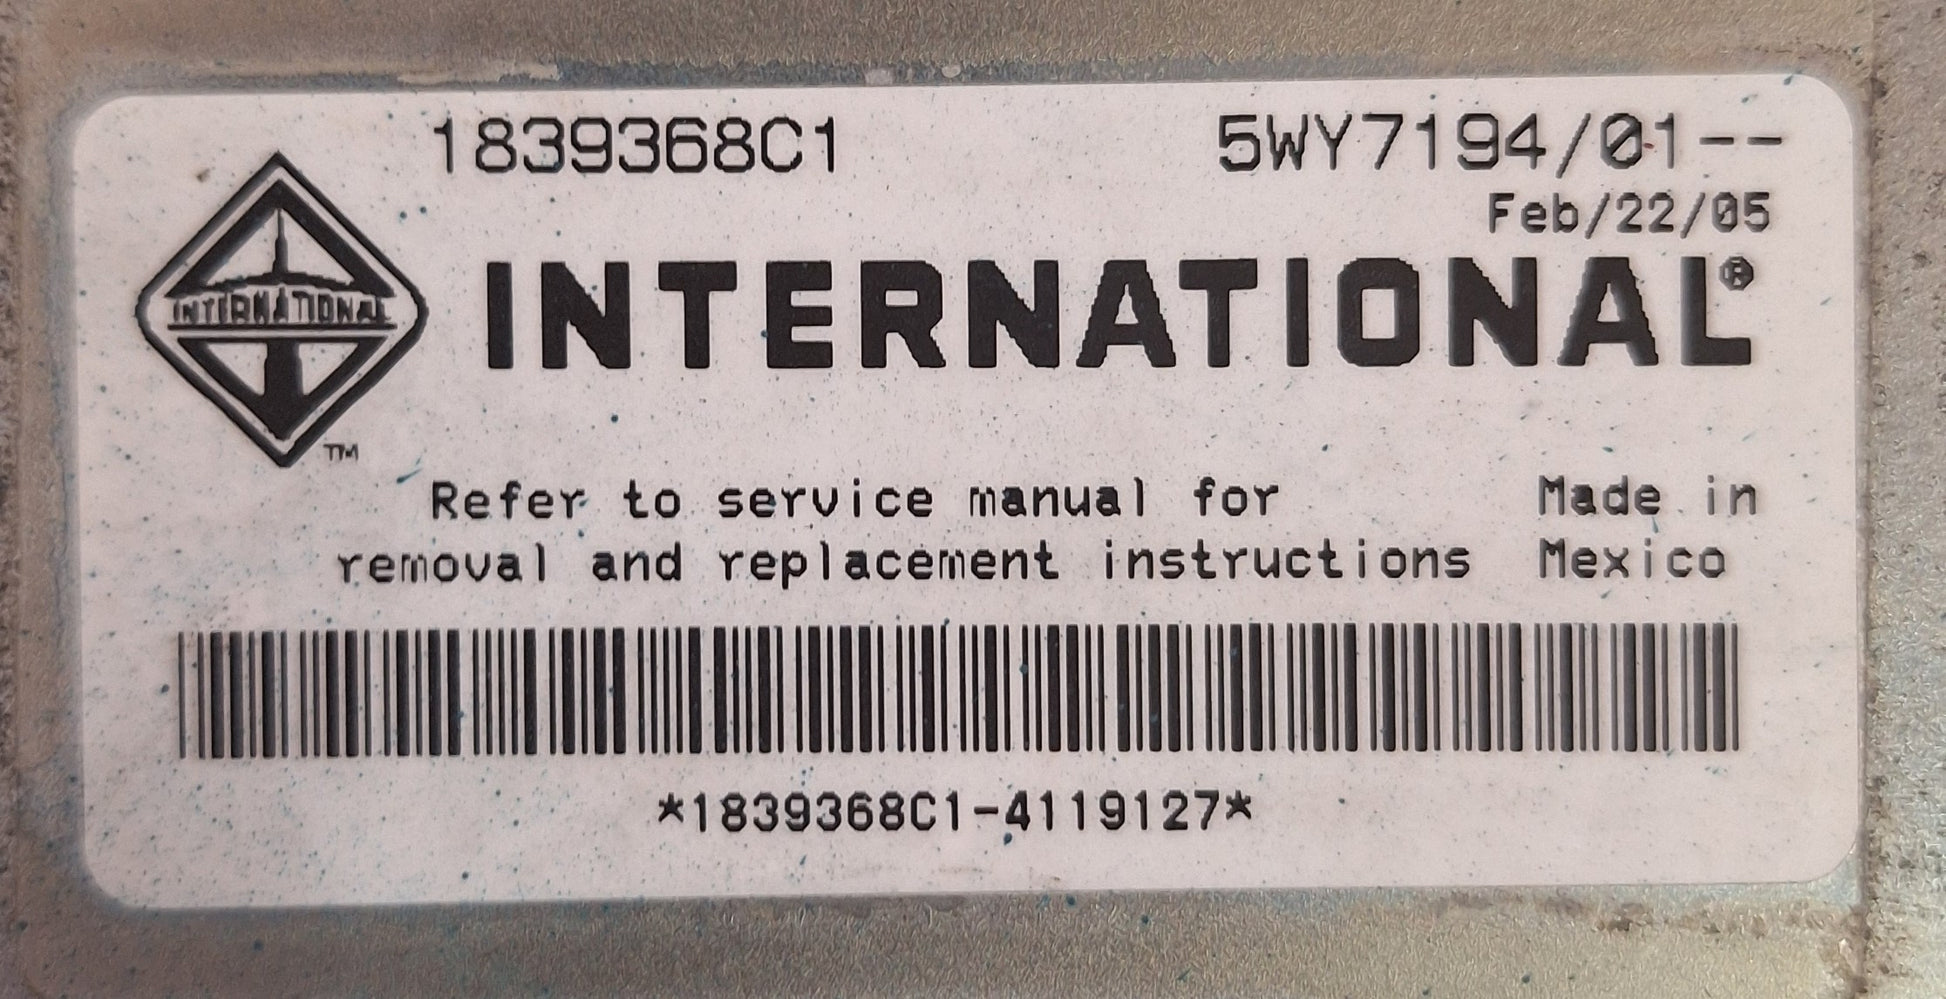 1839368C1 5WY7194/01--
Feb/22/05
INTERNATIONAL
INTERNATIONAL®
TM
Refer to service manual for Made in
removal and replacement instructions Mexico
*1839368C1-4119127*